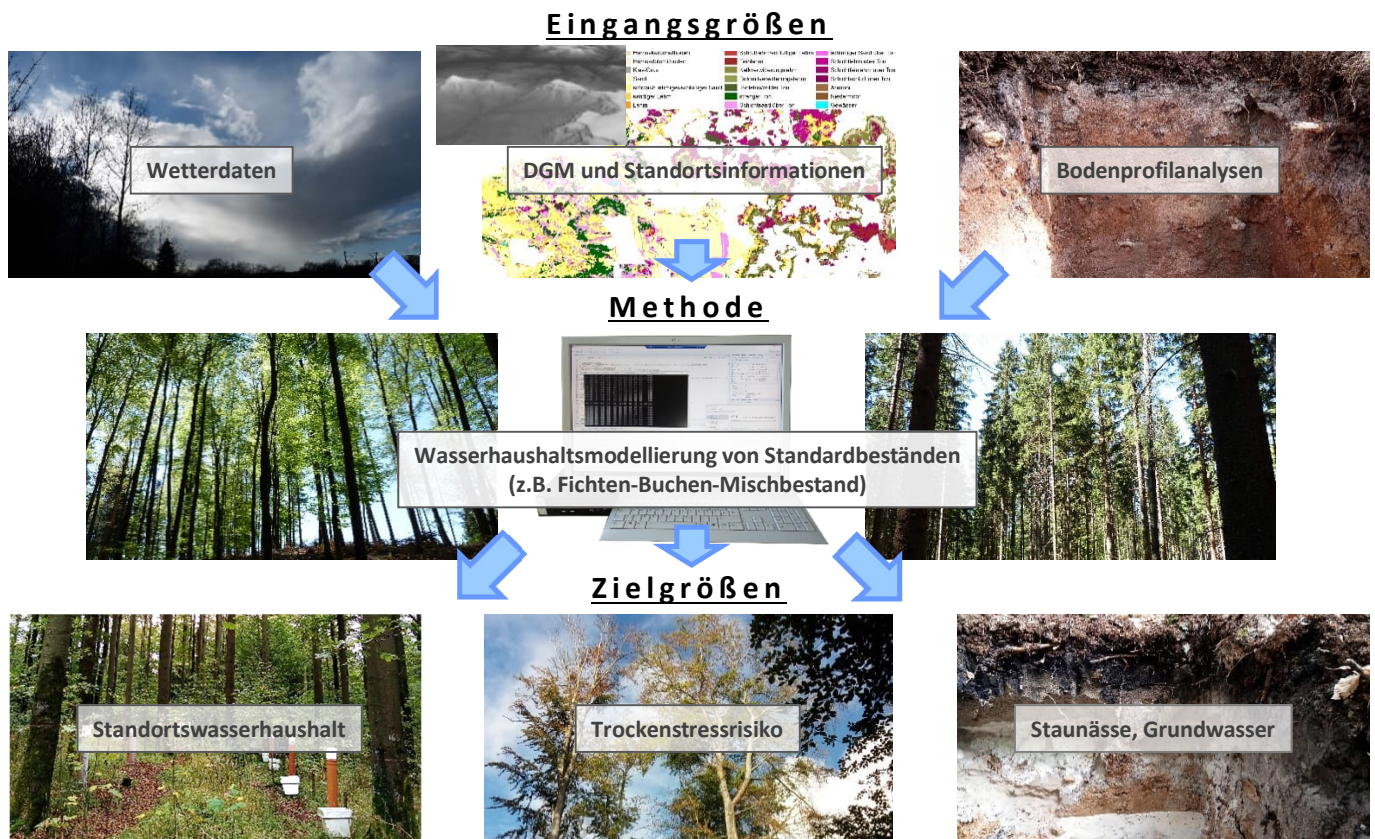 Eingangsgrößen
Wetterdaten
DGM und Standortsinformationen
Bodenprofilanalysen
Methode
Wasserhaushaltsmodellierung von Standardbeständen
(z.B. Fichten-Buchen-Mischbestand)
Zielgrößen
Standortswasserhaushalt
Trockenstressrisiko
Staunässe, Grundwasser